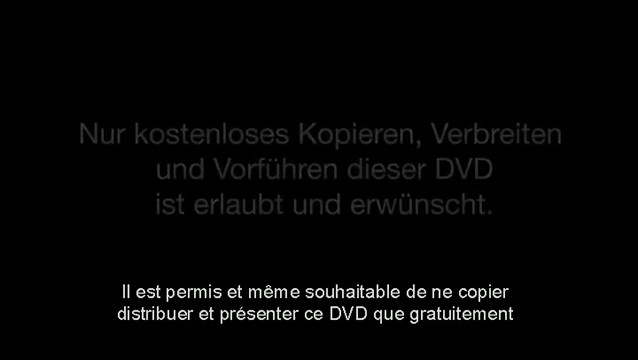 Nur kostenloses Kopieren, Verbreiten
und Vorführen dieser DVD
ist erlaubt und erwünscht.
Il est permis et même souhaitable de ne copier
distribuer et présenter ce DVD que gratuitement